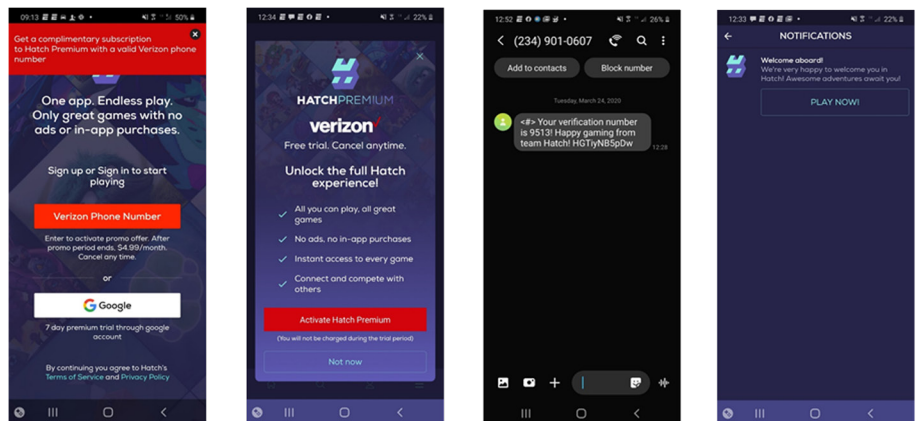 09:13
50%
Get a complimentary subscription
to Hatch Premium with a valid Verizon phone
number
One app. Endless play.
Only great games with no
ads or in-app purchases.
Sign up or Sign in to start
playing
Verizon Phone Number
Enter to activate promo offer. After
promo period ends, $4.99/month.
Cancel any time.
or
Google
7 day premium trial through google
account
By continuing you agree to Hatch's
Terms of Service and Privacy Policy
12:34
22%
HATCHPREMIUM
verizon
Free trial. Cancel anytime.
Unlock the full Hatch
experience!
All you can play, all great
games
No ads, no in-app purchases
Instant access to every game
Connect and compete with
others
Activate Hatch Premium
(You will not be charged during the trial period)
Not now
12:52
26%
(234) 901-0607
Add to contacts
Block number
Tuesday, March 24, 2020
<#> Your verification number
is 9513! Happy gaming from
team Hatch! HGTiyNB5pDw
12:28
12:33
22%
NOTIFICATIONS
Welcome aboard!
We're very happy to welcome you in
Hatch! Awesome adventures await you!
PLAY NOW!